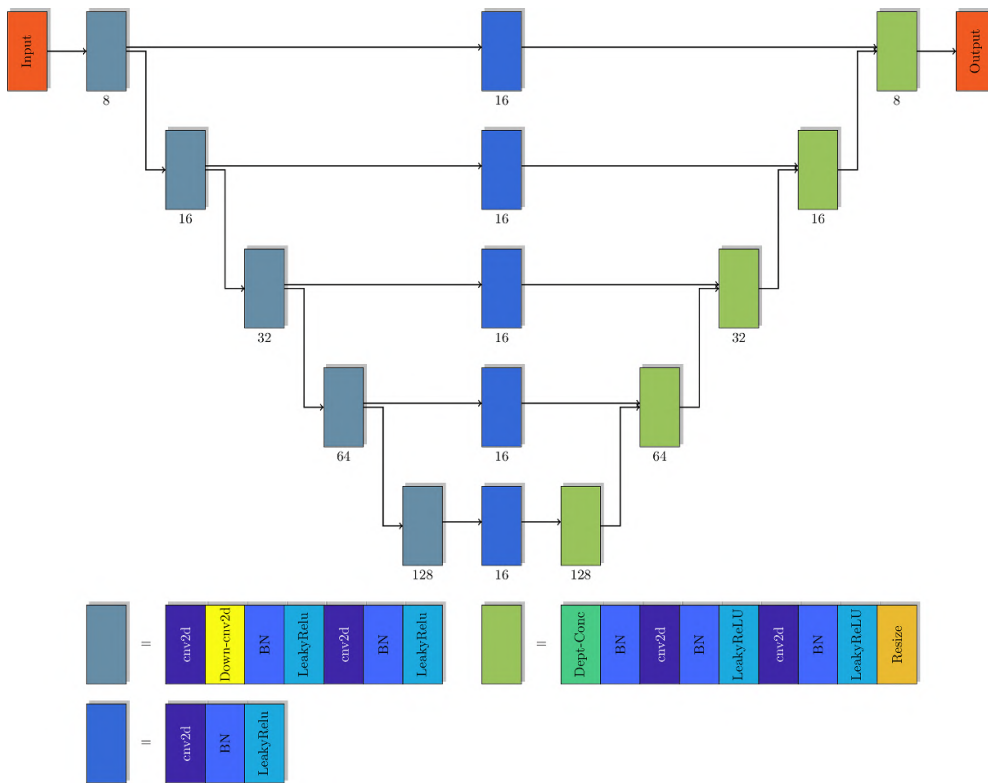 Input
Output
8
16
8
16
16
16
32
16
32
64
16
64
128
16
128
=
cnv2d
Down-cnv2d
BN
LeakyRelu
cnv2d
BN
LeakyRelu
=
Dept-Conc
BN
cnv2d
BN
LeakyReLU
cnv2d
BN
LeakyReLU
Resize
=
cnv2d
BN
LeakyRelu